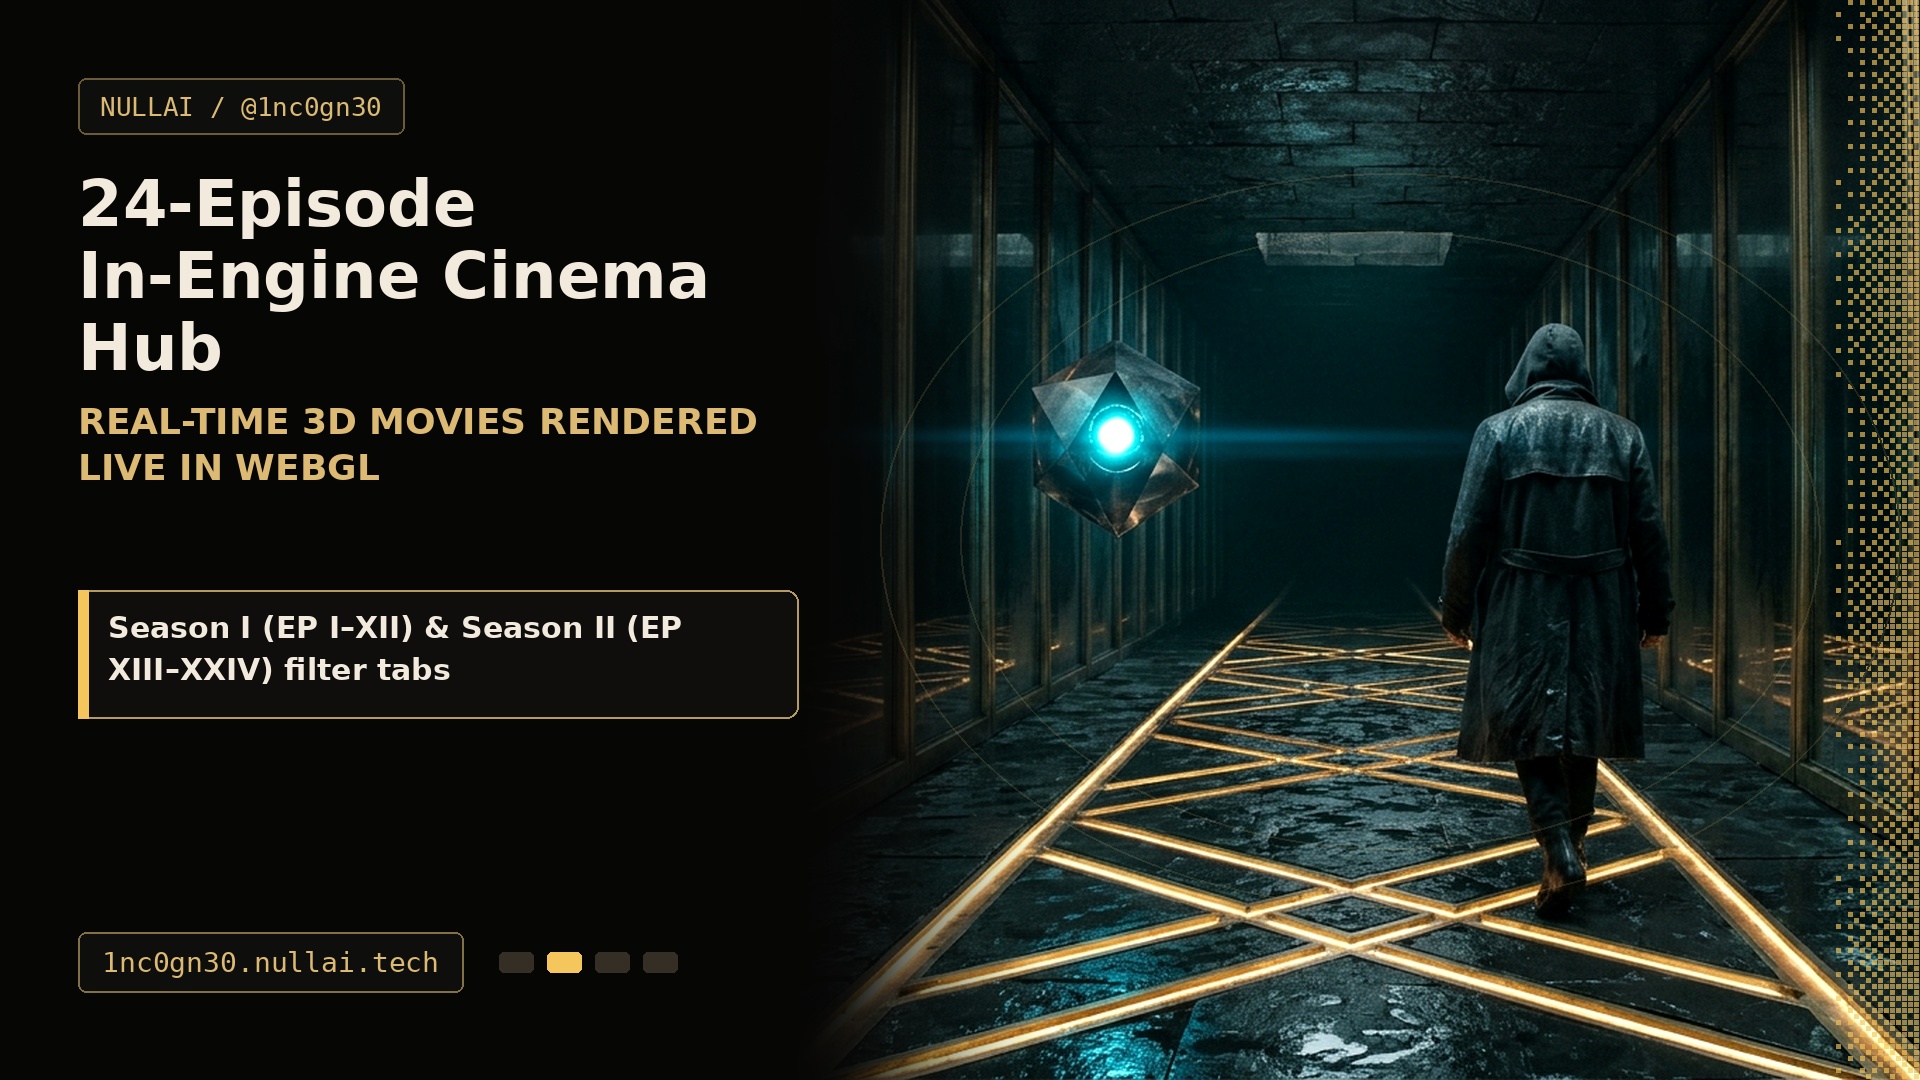 NULLAI / @1nc0gn30
24-Episode
In-Engine Cinema
Hub
REAL-TIME 3D MOVIES RENDERED
LIVE IN WEBGL
Season I (EP I–XII) & Season II (EP
XIII–XXIV) filter tabs
1nc0gn30.nullai.tech